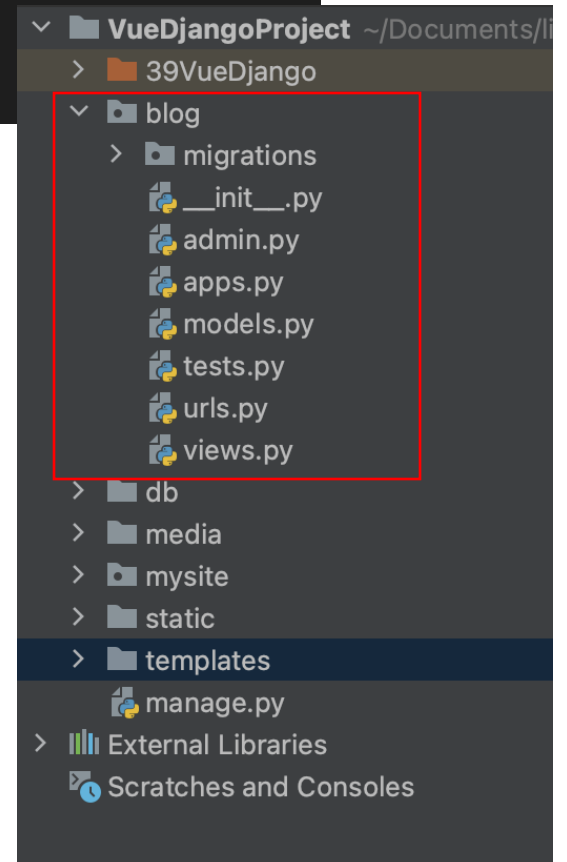 VueDjangoProject ~/Documents/li
39VueDjango
blog
migrations
__init__.py
admin.py
apps.py
models.py
tests.py
urls.py
views.py
db
media
mysite
static
templates
manage.py
External Libraries
Scratches and Consoles